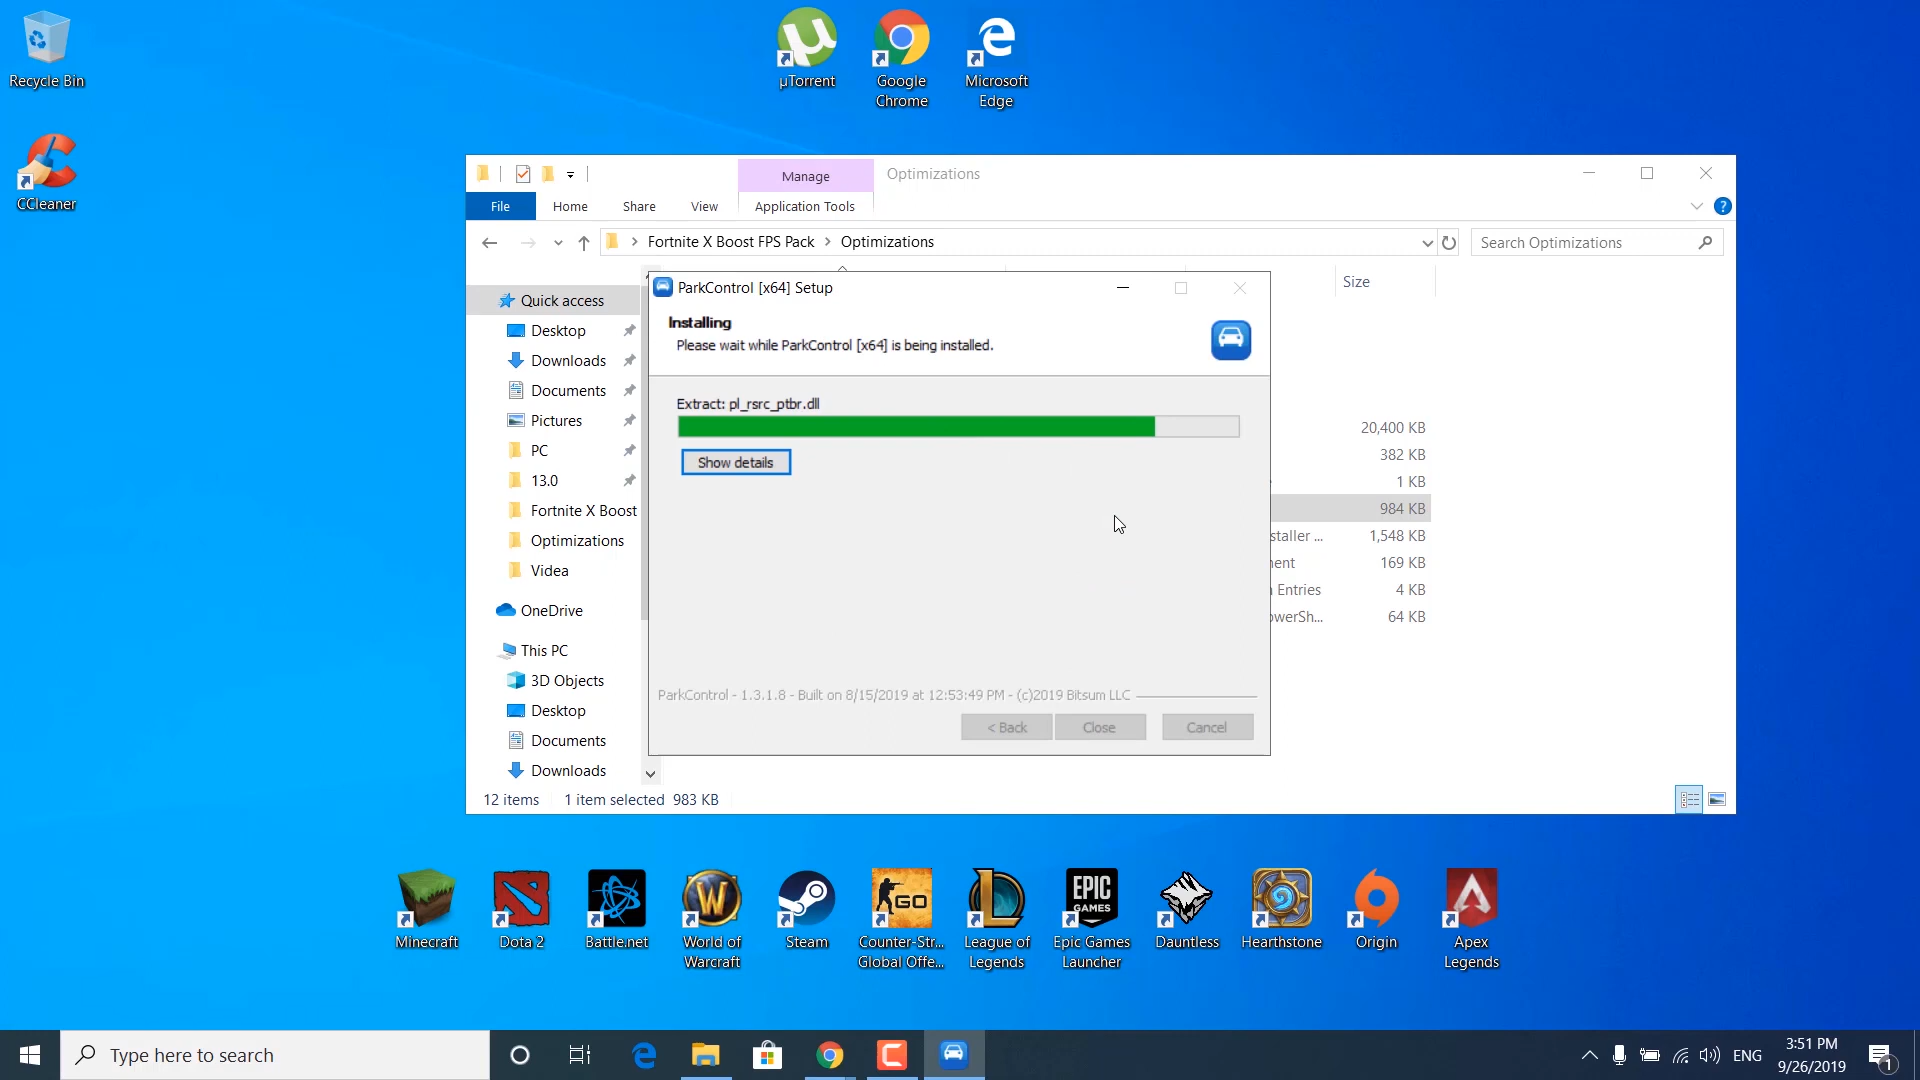 Recycle Bin
CCleaner
µTorrent
Google
Chrome
Microsoft
Edge
Manage
Optimizations
File
Home
Share
View
Application Tools
Fortnite X Boost FPS Pack
Optimizations
Search Optimizations
Size
Quick access
Desktop
Downloads
Documents
Pictures
PC
13.0
Fortnite X Boost
Optimizations
Videa
OneDrive
This PC
3D Objects
Desktop
Documents
Downloads
ParkControl [x64] Setup
Installing
Please wait while ParkControl [x64] is being installed.
Extract: pl_rsrc_ptbr.dll
Show details
ParkControl - 1.3.1.8 - Built on 8/15/2019 at 12:53:49 PM - (c)2019 Bitsum LLC
< Back
Close
Cancel
20,400 KB
382 KB
1 KB
984 KB
staller ...
1,548 KB
ent
169 KB
Entries
4 KB
owerSh...
64 KB
12 items
1 item selected 983 KB
Minecraft
Dota 2
Battle.net
World of
Warcraft
Steam
GO
Counter-Str...
Global Offe...
League of
Legends
EPIC
GAMES
Epic Games
Launcher
Dauntless
Hearthstone
Origin
Apex
Legends
Type here to search
ENG
3:51 PM
9/26/2019
1